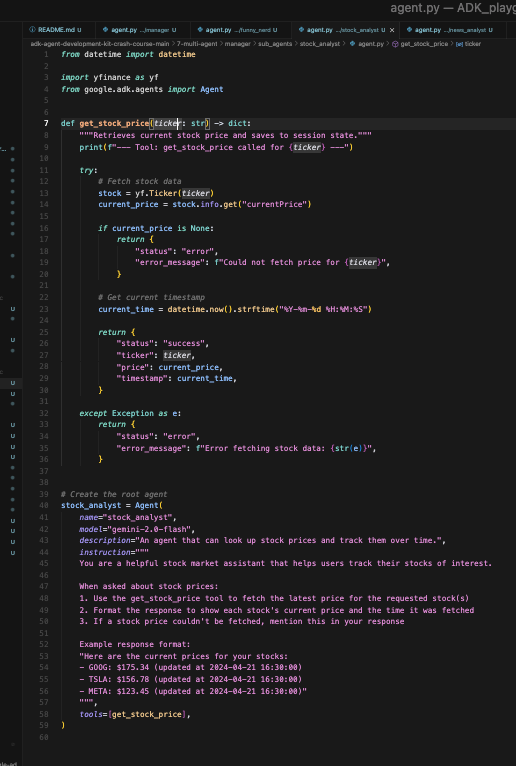 agent.py — ADK_playg
README.md U agent.py .../manager U agent.py .../funny_nerd U agent.py .../stock_analyst U × agent.py .../news_analyst U
adk-agent-development-kit-crash-course-main > 7-multi-agent > manager > sub_agents > stock_analyst > agent.py > get_stock_price > ticker
1 from datetime import datetime
2
3 import yfinance as yf
4 from google.adk.agents import Agent
5
6
7 def get_stock_price(ticker: str) -> dict:
8 """Retrieves current stock price and saves to session state."""
9 print(f"--- Tool: get_stock_price called for {ticker} ---")
10
11 try:
12 # Fetch stock data
13 stock = yf.Ticker(ticker)
14 current_price = stock.info.get("currentPrice")
15
16 if current_price is None:
17 return {
18 "status": "error",
19 "error_message": f"Could not fetch price for {ticker}",
20 }
21
22 # Get current timestamp
23 current_time = datetime.now().strftime("%Y-%m-%d %H:%M:%S")
24
25 return {
26 "status": "success",
27 "ticker": ticker,
28 "price": current_price,
29 "timestamp": current_time,
30 }
31
32 except Exception as e:
33 return {
34 "status": "error",
35 "error_message": f"Error fetching stock data: {str(e)}",
36 }
37
38
39 # Create the root agent
40 stock_analyst = Agent(
41 name="stock_analyst",
42 model="gemini-2.0-flash",
43 description="An agent that can look up stock prices and track them over time.",
44 instruction="""
45 You are a helpful stock market assistant that helps users track their stocks of interest.
46
47 When asked about stock prices:
48 1. Use the get_stock_price tool to fetch the latest price for the requested stock(s)
49 2. Format the response to show each stock's current price and the time it was fetched
50 3. If a stock price couldn't be fetched, mention this in your response
51
52 Example response format:
53 "Here are the current prices for your stocks:
54 - GOOG: $175.34 (updated at 2024-04-21 16:30:00)
55 - TSLA: $156.78 (updated at 2024-04-21 16:30:00)
56 - META: $123.45 (updated at 2024-04-21 16:30:00)"
57 """,
58 tools=[get_stock_price],
59 )
60